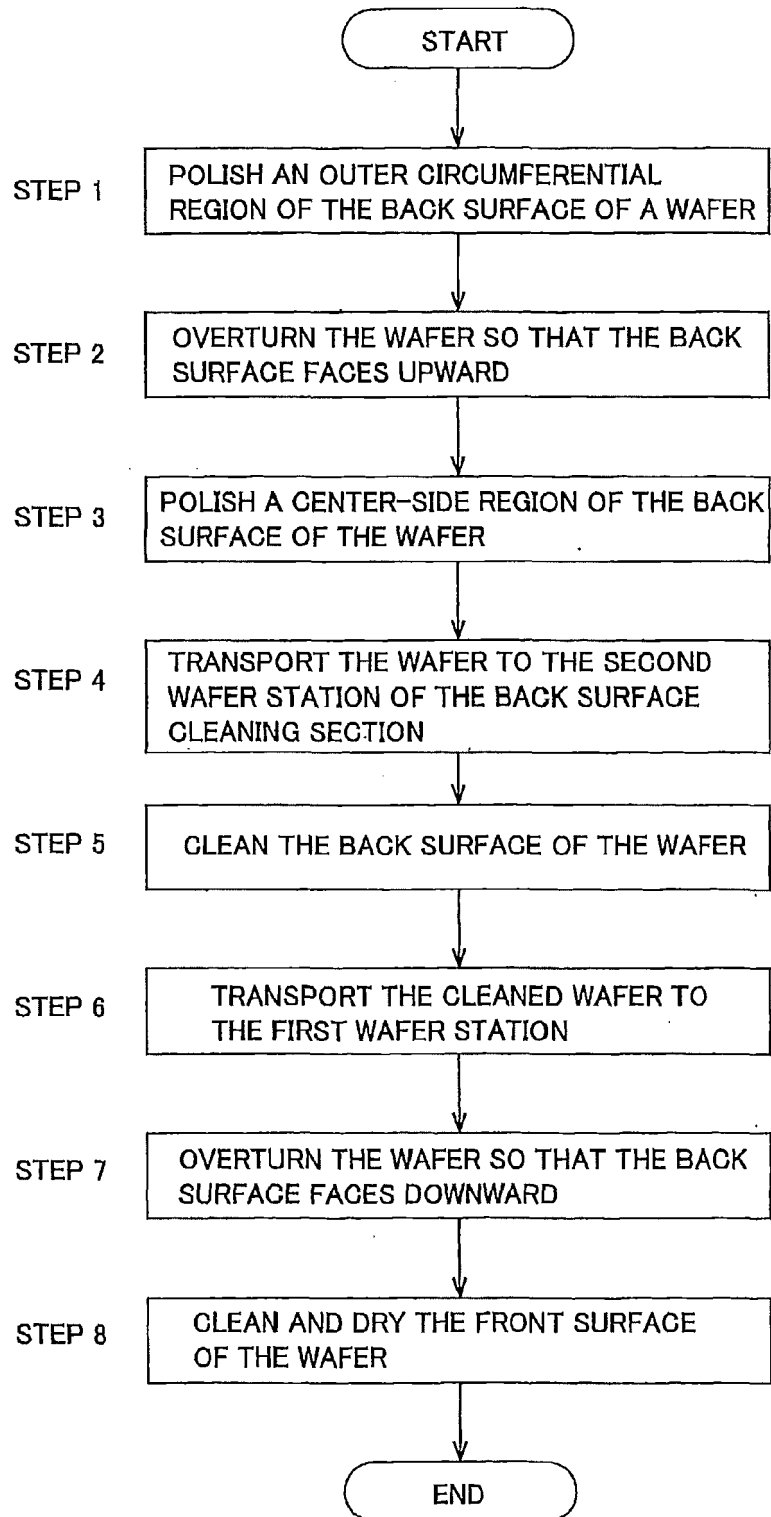 START
STEP 1
POLISH AN OUTER CIRCUMFERENTIAL
REGION OF THE BACK SURFACE OF A WAFER
STEP 2
OVERTURN THE WAFER SO THAT THE BACK
SURFACE FACES UPWARD
STEP 3
POLISH A CENTER-SIDE REGION OF THE BACK
SURFACE OF THE WAFER
STEP 4
TRANSPORT THE WAFER TO THE SECOND
WAFER STATION OF THE BACK SURFACE
CLEANING SECTION
STEP 5
CLEAN THE BACK SURFACE OF THE WAFER
STEP 6
TRANSPORT THE CLEANED WAFER TO
THE FIRST WAFER STATION
STEP 7
OVERTURN THE WAFER SO THAT THE BACK
SURFACE FACES DOWNWARD
STEP 8
CLEAN AND DRY THE FRONT SURFACE
OF THE WAFER
END